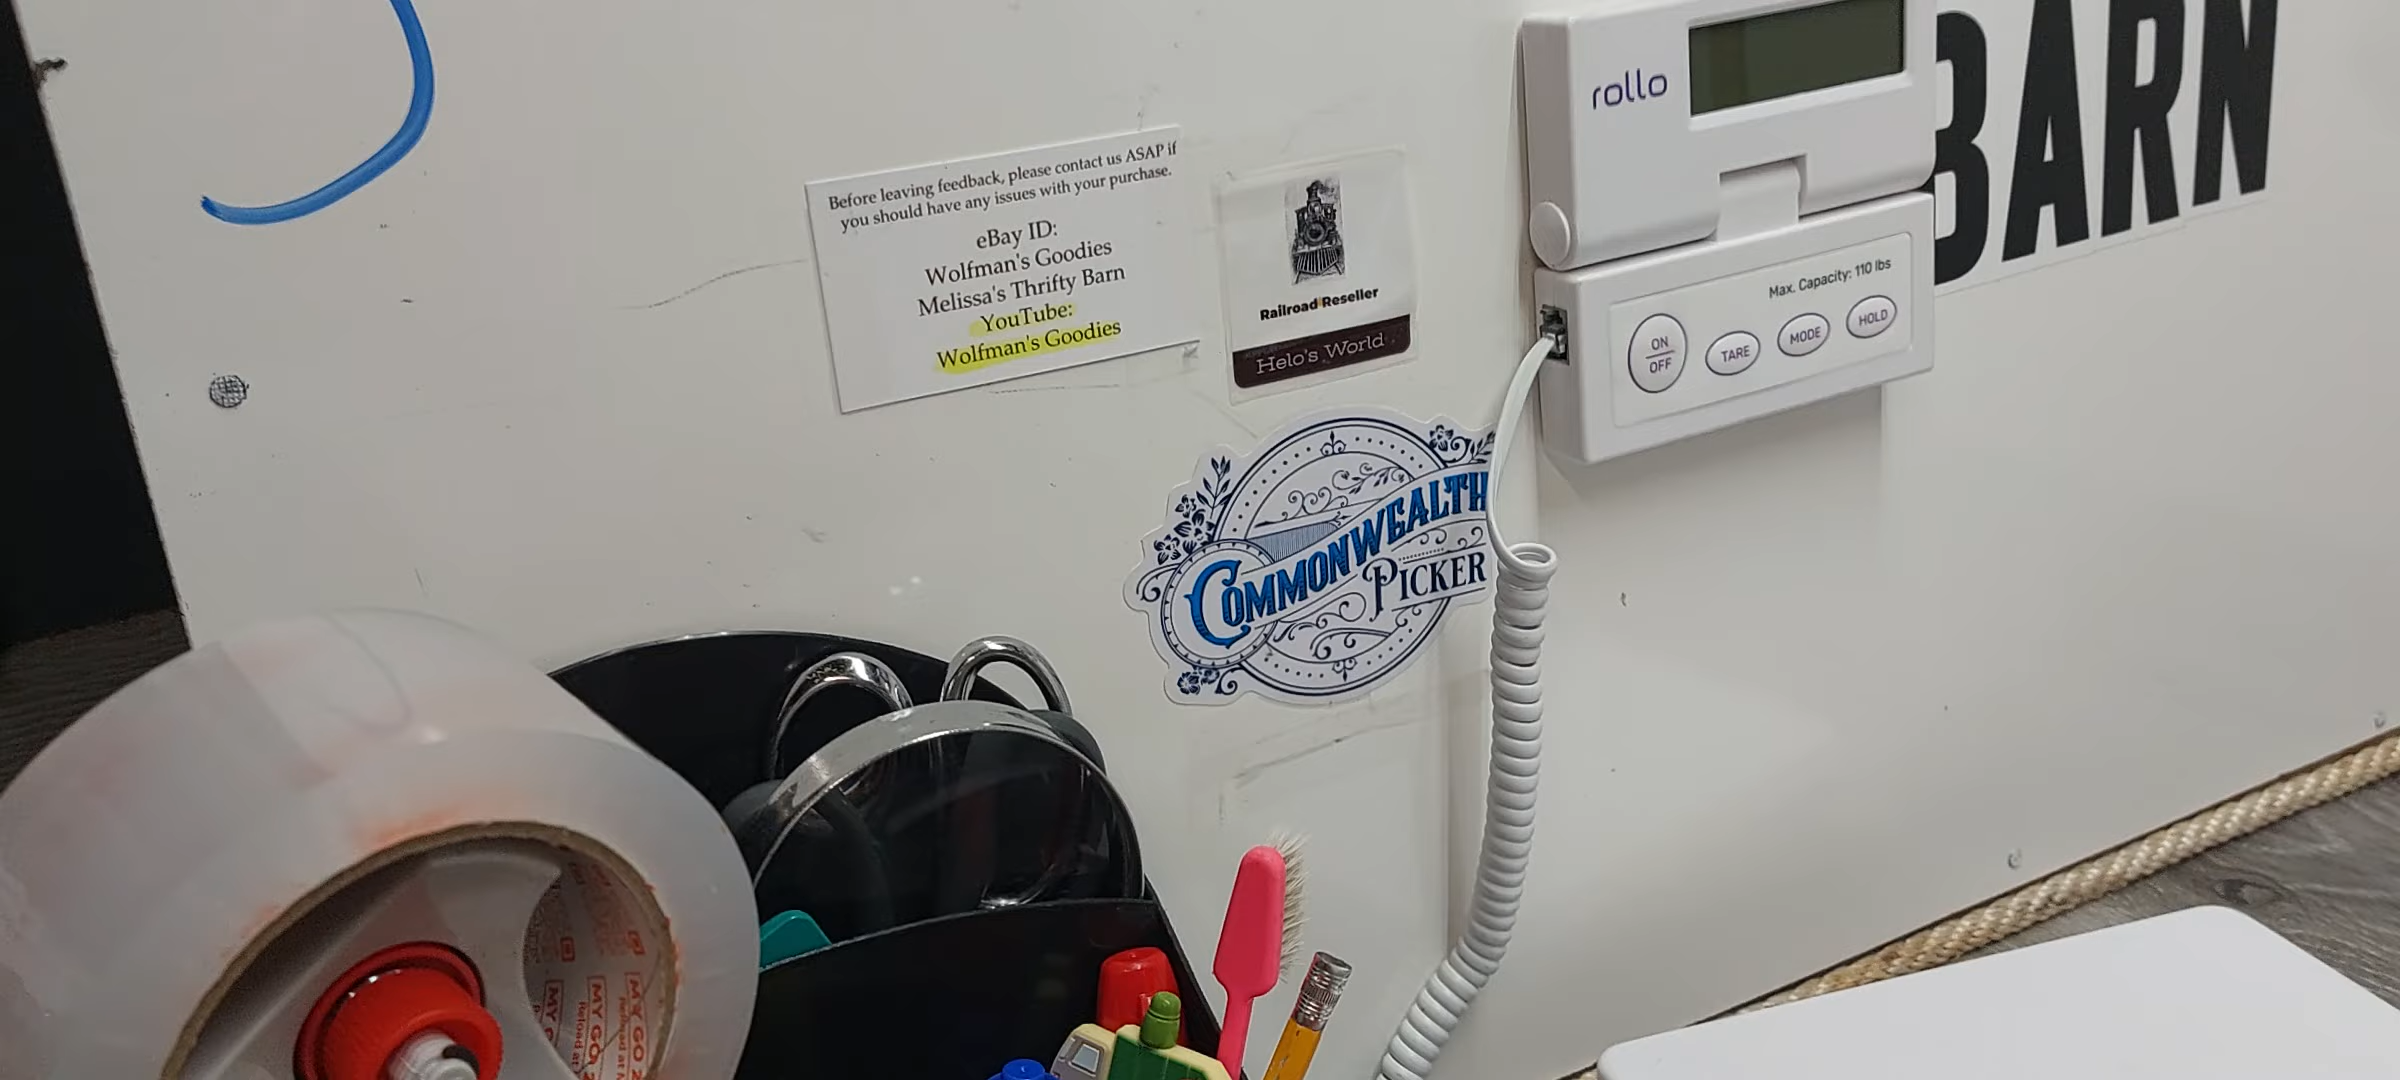 Before leaving feedback, please contact us ASAP if
you should have any issues with your purchase.
eBay ID:
Wolfman's Goodies
Melissa's Thrifty Barn
YouTube:
Wolfman's Goodies
Railroad Reseller
Helo's World
COMMONWEALTH
PICKER
rollo
Max. Capacity: 110 lbs
ON
OFF
TARE
MODE
HOLD
BARN